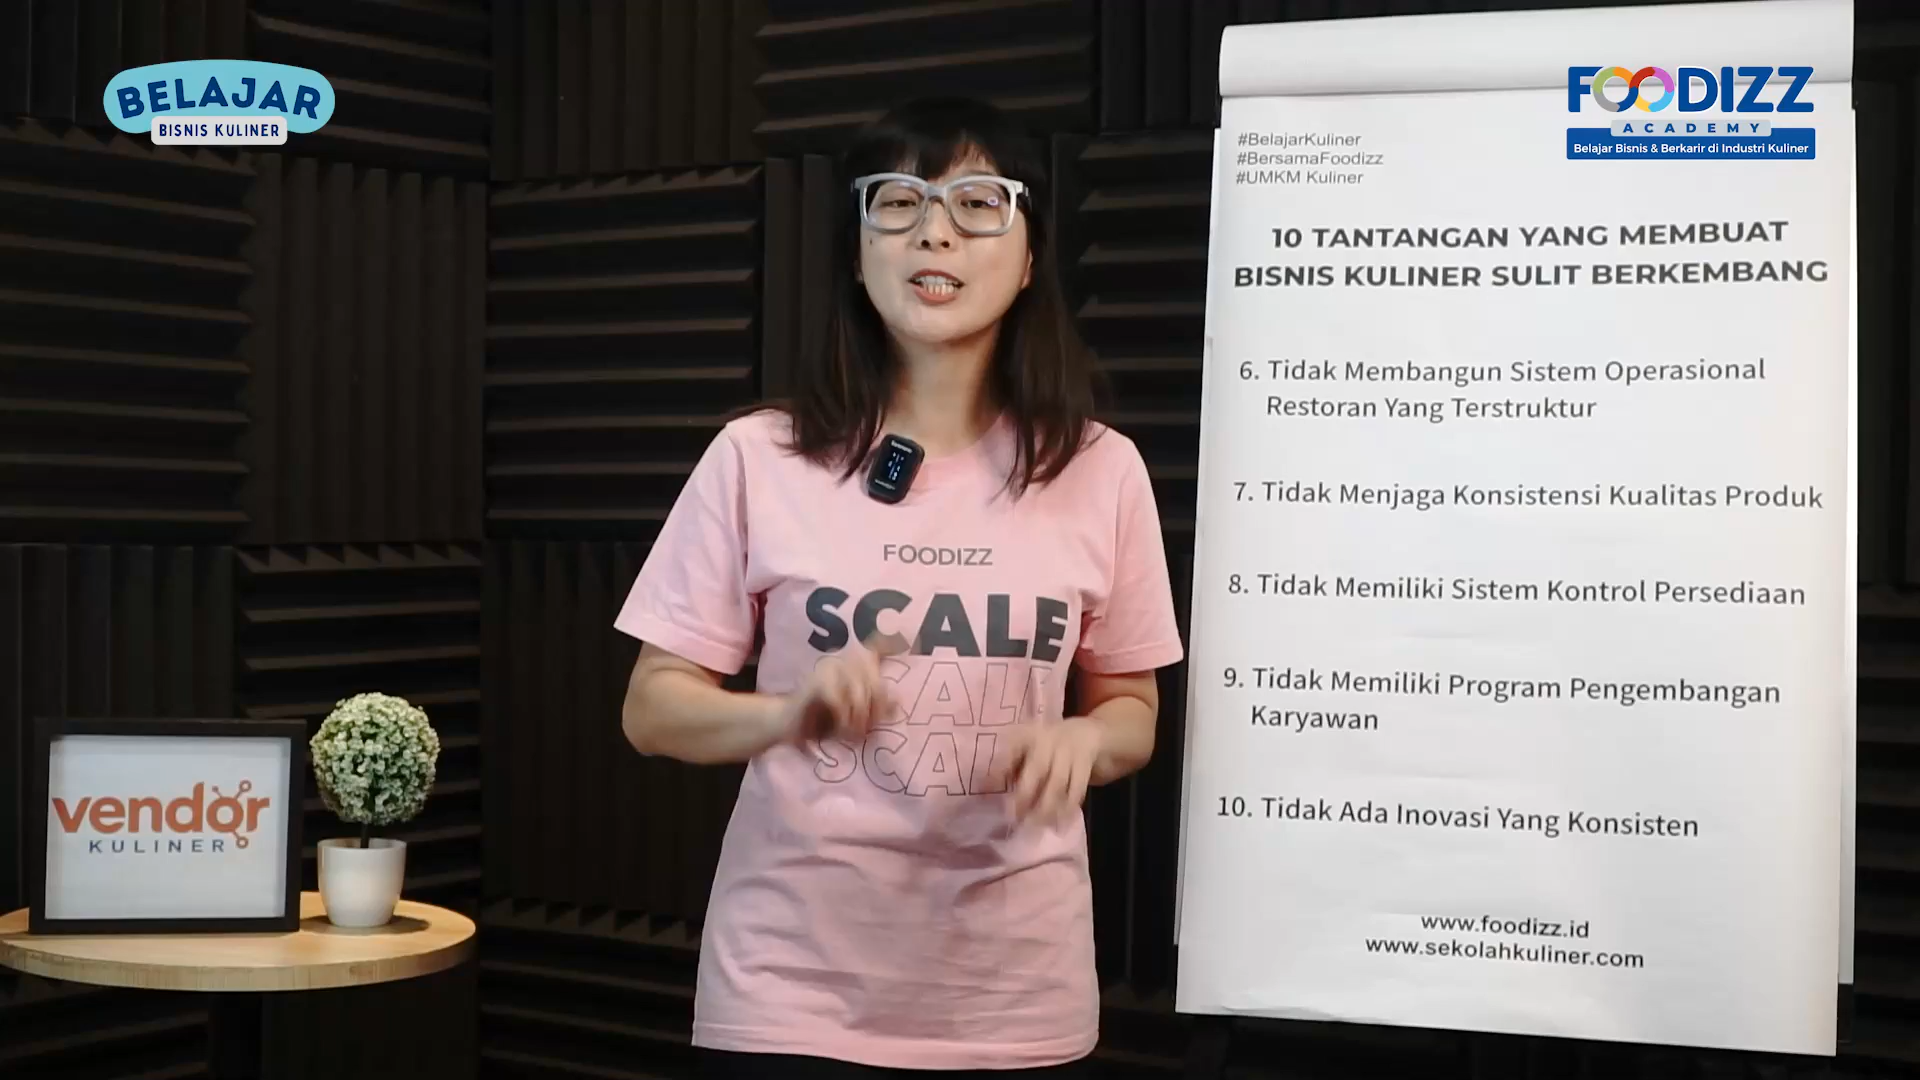 BELAJAR
BISNIS KULINER
FOODIZZ
ACADEMY
Belajar Bisnis & Berkarir di Industri Kuliner
#BelajarKuliner
#BersamaFoodizz
#UMKM Kuliner
10 TANTANGAN YANG MEMBUAT
BISNIS KULINER SULIT BERKEMBANG
6. Tidak Membangun Sistem Operasional
Restoran Yang Terstruktur
7. Tidak Menjaga Konsistensi Kualitas Produk
8. Tidak Memiliki Sistem Kontrol Persediaan
9. Tidak Memiliki Program Pengembangan
Karyawan
10. Tidak Ada Inovasi Yang Konsisten
www.foodizz.id
www.sekolahkuliner.com
FOODIZZ
SCALE
SCALE
SCAL
vendor
KULINER